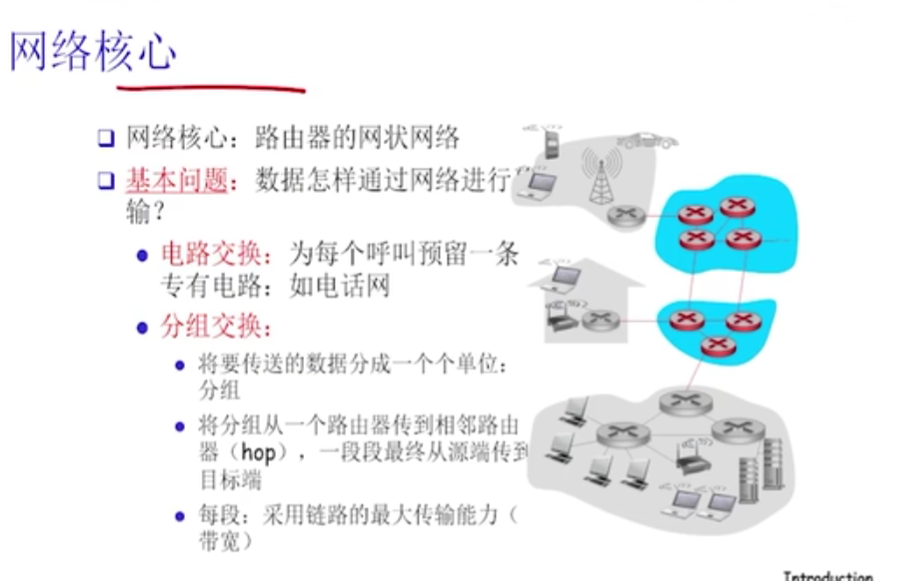 网络核心
网络核心：路由器的网状网络
基本问题：数据怎样通过网络进行
输？
电路交换：为每个呼叫预留一条
专有电路：如电话网
分组交换：
将要传送的数据分成一个个单位：
分组
将分组从一个路由器传到相邻路由
器（hop），一段段最终从源端传到
目标端
每段：采用链路的最大传输能力（
带宽）
Introduction